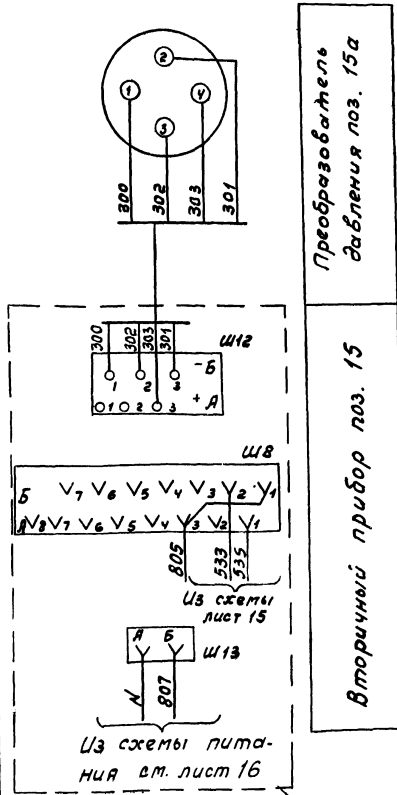 2
1
4
3
300
302
303
301
Преобразователь
давления поз. 15а
300
302
303
301
Ш12
1 2 3 -Б
1 2 3 + А
Ш8
Б 7 6 5 4 3 2 1
А 8 7 6 5 4 3 2 1
805
533
535
Из схемы
лист 15
А Б
Ш13
N
807
Из схемы пита-
ния см. лист 16
Вторичный прибор поз. 15